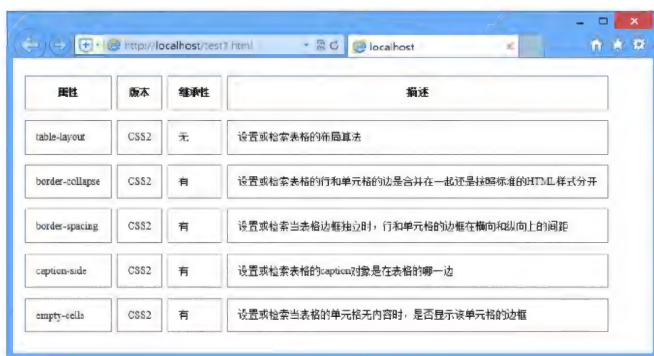 http://localhost/test1.html
localhost
属性 版本 继承性 描述
table-layout CSS2 无 设置或检索表格的布局算法
border-collapse CSS2 有 设置或检索表格的行和单元格的边是合并在一起还是按照标准的HTML样式分开
border-spacing CSS2 有 设置或检索当表格边框独立时,行和单元格的边框在横向和纵向上的间距
caption-side CSS2 有 设置或检索表格的caption对象是在表格的哪一边
empty-cells CSS2 有 设置或检索当表格的单元格无内容时,是否显示该单元格的边框